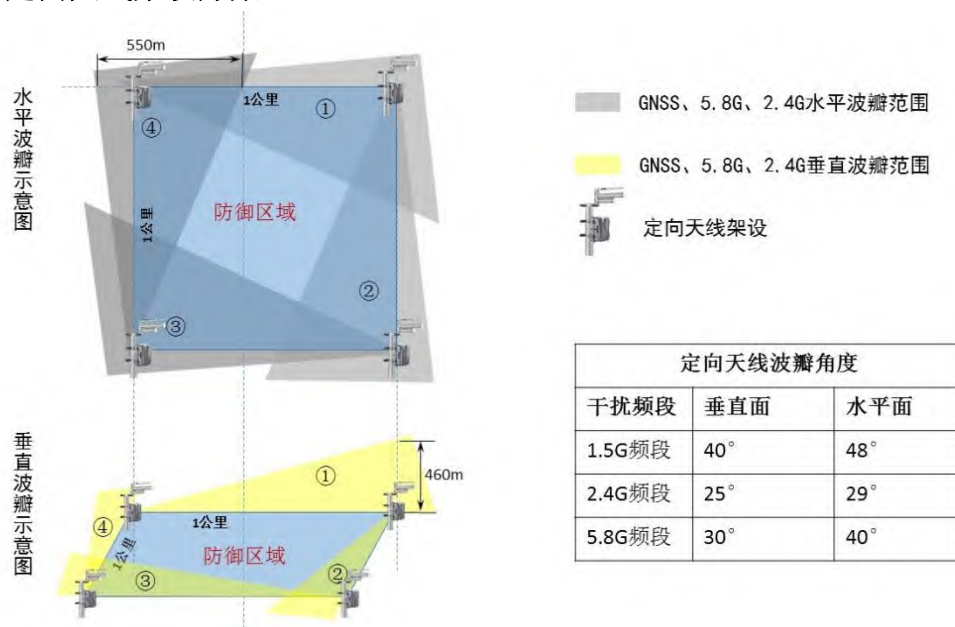 550m
1公里
①
④
水平波瓣示意图
防御区域
1公里
②
③
GNSS、5.8G、2.4G水平波瓣范围
GNSS、5.8G、2.4G垂直波瓣范围
定向天线架设
定向天线波瓣角度
干扰频段 垂直面 水平面
1.5G频段 40° 48°
2.4G频段 25° 29°
5.8G频段 30° 40°
垂直波瓣示意图
①
460m
④
1公里
防御区域
1公里
③
②